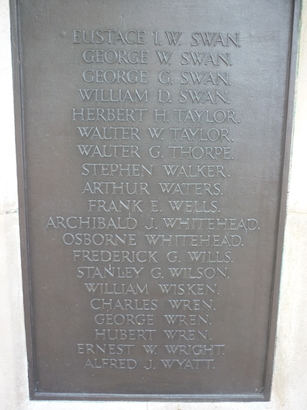 EUSTACE I. W. SWAN.
GEORGE W. SWAN.
GEORGE G. SWAN.
WILLIAM D. SWAN.
HERBERT H. TAYLOR.
WALTER W. TAYLOR.
WALTER G. THORPE.
STEPHEN WALKER.
ARTHUR WATERS.
FRANK E. WELLS.
ARCHIBALD J. WHITEHEAD.
OSBORNE WHITEHEAD.
FREDERICK G. WILLS.
STANLEY G. WILSON.
WILLIAM WISKEN.
CHARLES WREN.
GEORGE WREN.
HUBERT WREN.
ERNEST W. WRIGHT.
ALFRED J. WYATT.